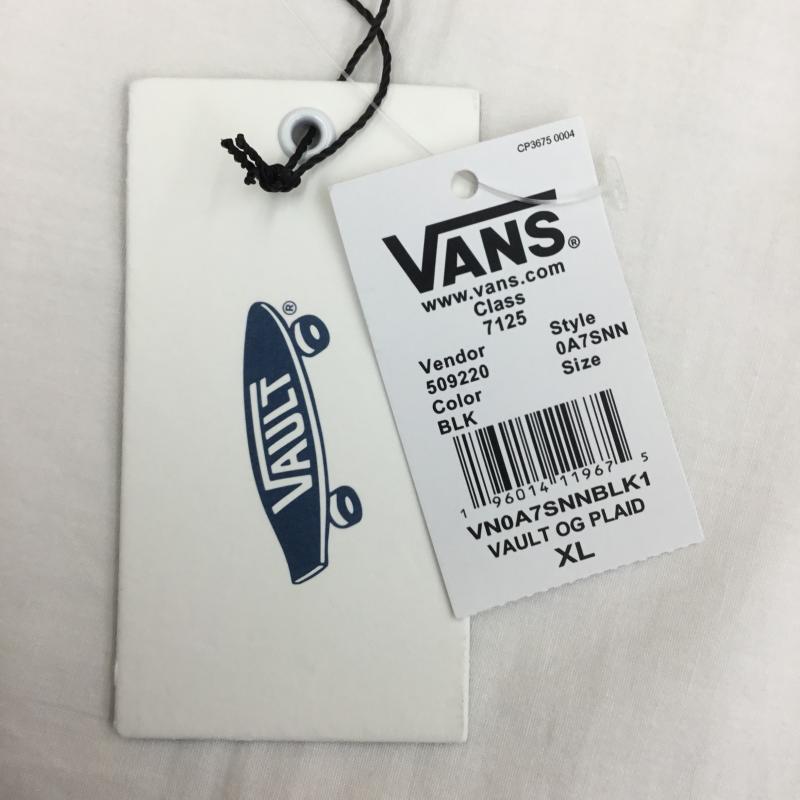 VAULT®
CP3675 0004
VANS®
www.vans.com
Class
7125
Vendor Style
509220 0A7SNN
Color Size
BLK
1 96014 11967 5
VN0A7SNNBLK1
VAULT OG PLAID
XL